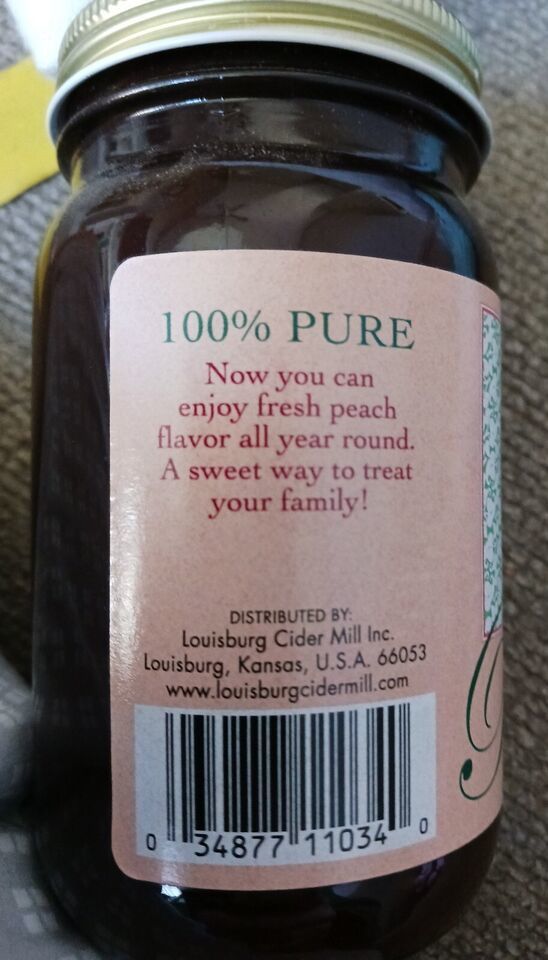 100% PURE
Now you can
enjoy fresh peach
flavor all year round.
A sweet way to treat
your family!
DISTRIBUTED BY:
Louisburg Cider Mill Inc.
Louisburg, Kansas, U.S.A. 66053
www.louisburgcidermill.com
0 34877 11034 0